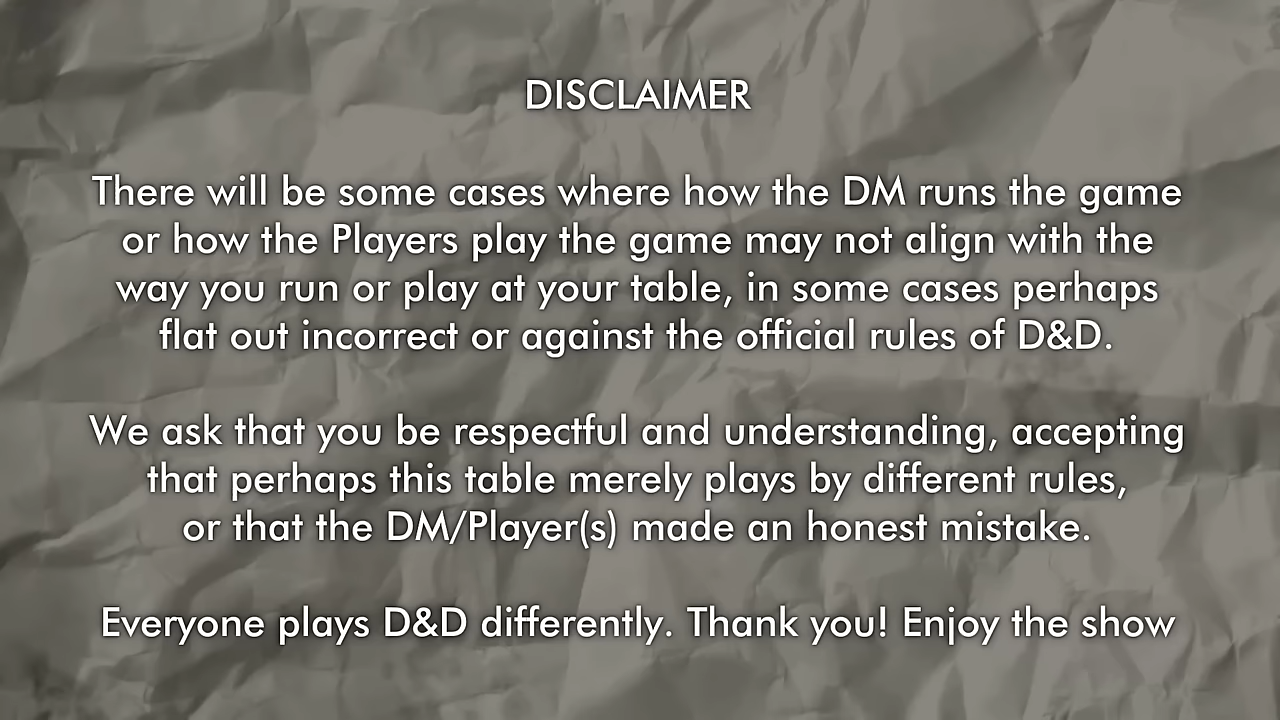 DISCLAIMER
There will be some cases where how the DM runs the game
or how the Players play the game may not align with the
way you run or play at your table, in some cases perhaps
flat out incorrect or against the official rules of D&D.
We ask that you be respectful and understanding, accepting
that perhaps this table merely plays by different rules,
or that the DM/Player(s) made an honest mistake.
Everyone plays D&D differently. Thank you! Enjoy the show